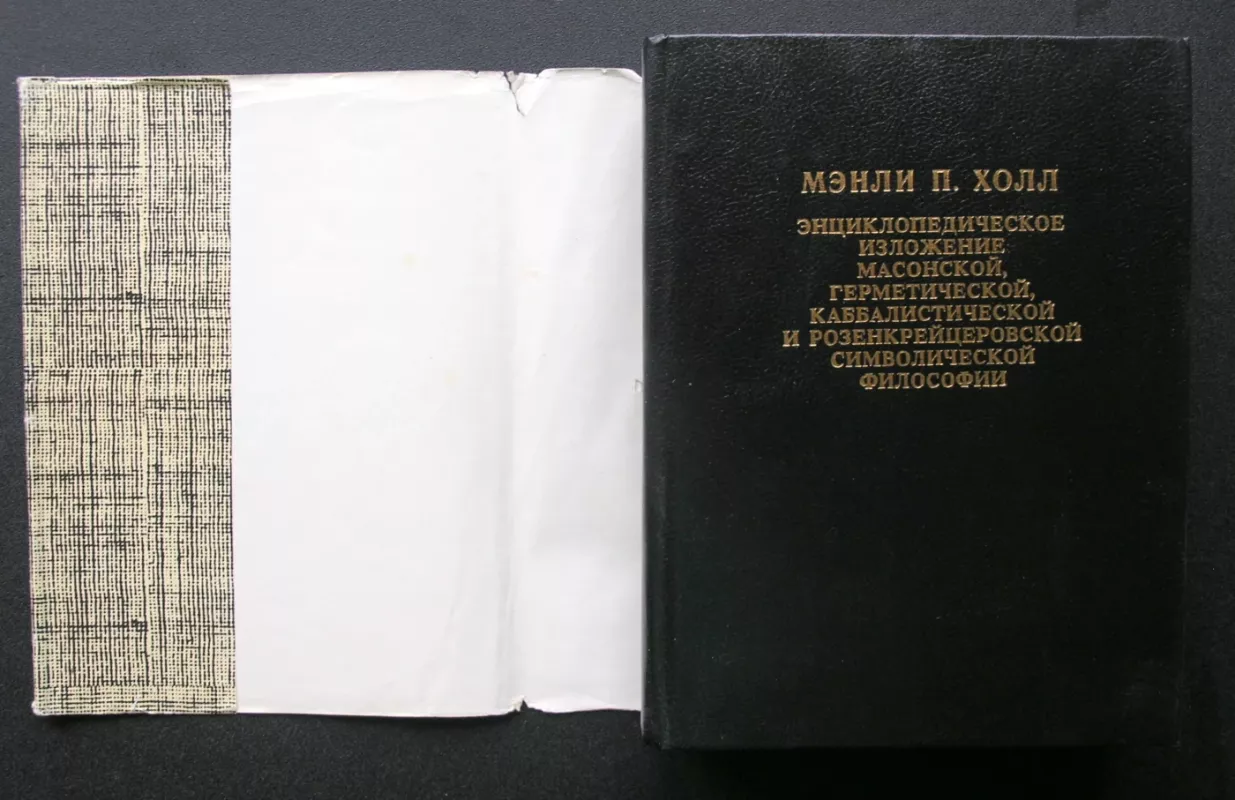 МЭНЛИ П. ХОЛЛ
ЭНЦИКЛОПЕДИЧЕСКОЕ
ИЗЛОЖЕНИЕ
МАСОНСКОЙ,
ГЕРМЕТИЧЕСКОЙ,
КАББАЛИСТИЧЕСКОЙ
И РОЗЕНКРЕЙЦЕРОВСКОЙ
СИМВОЛИЧЕСКОЙ
ФИЛОСОФИИ